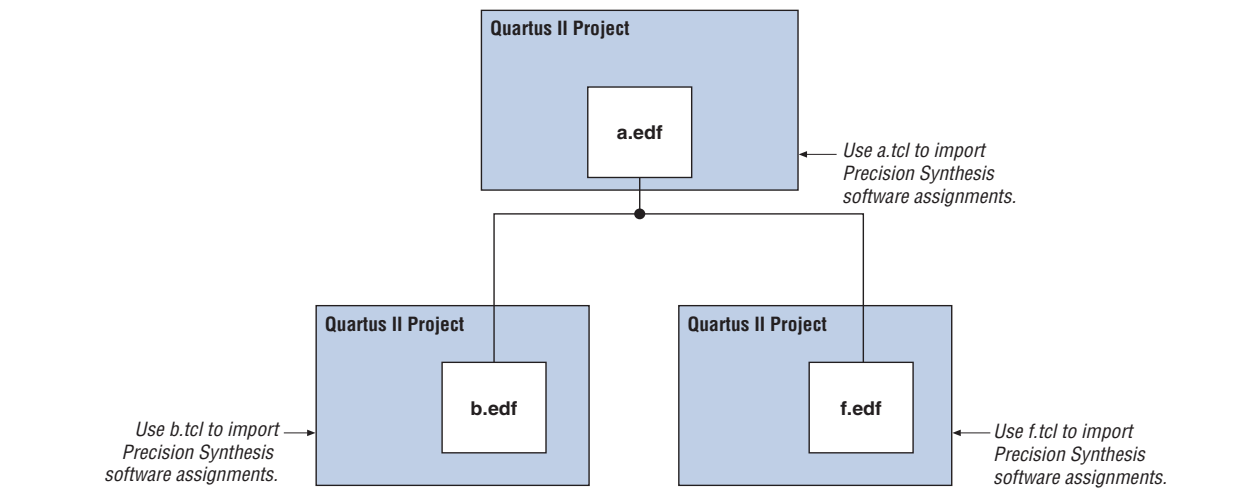 Quartus II Project
a.edf
Use a.tcl to import
Precision Synthesis
software assignments.
Quartus II Project
b.edf
Use b.tcl to import
Precision Synthesis
software assignments.
Quartus II Project
f.edf
Use f.tcl to import
Precision Synthesis
software assignments.